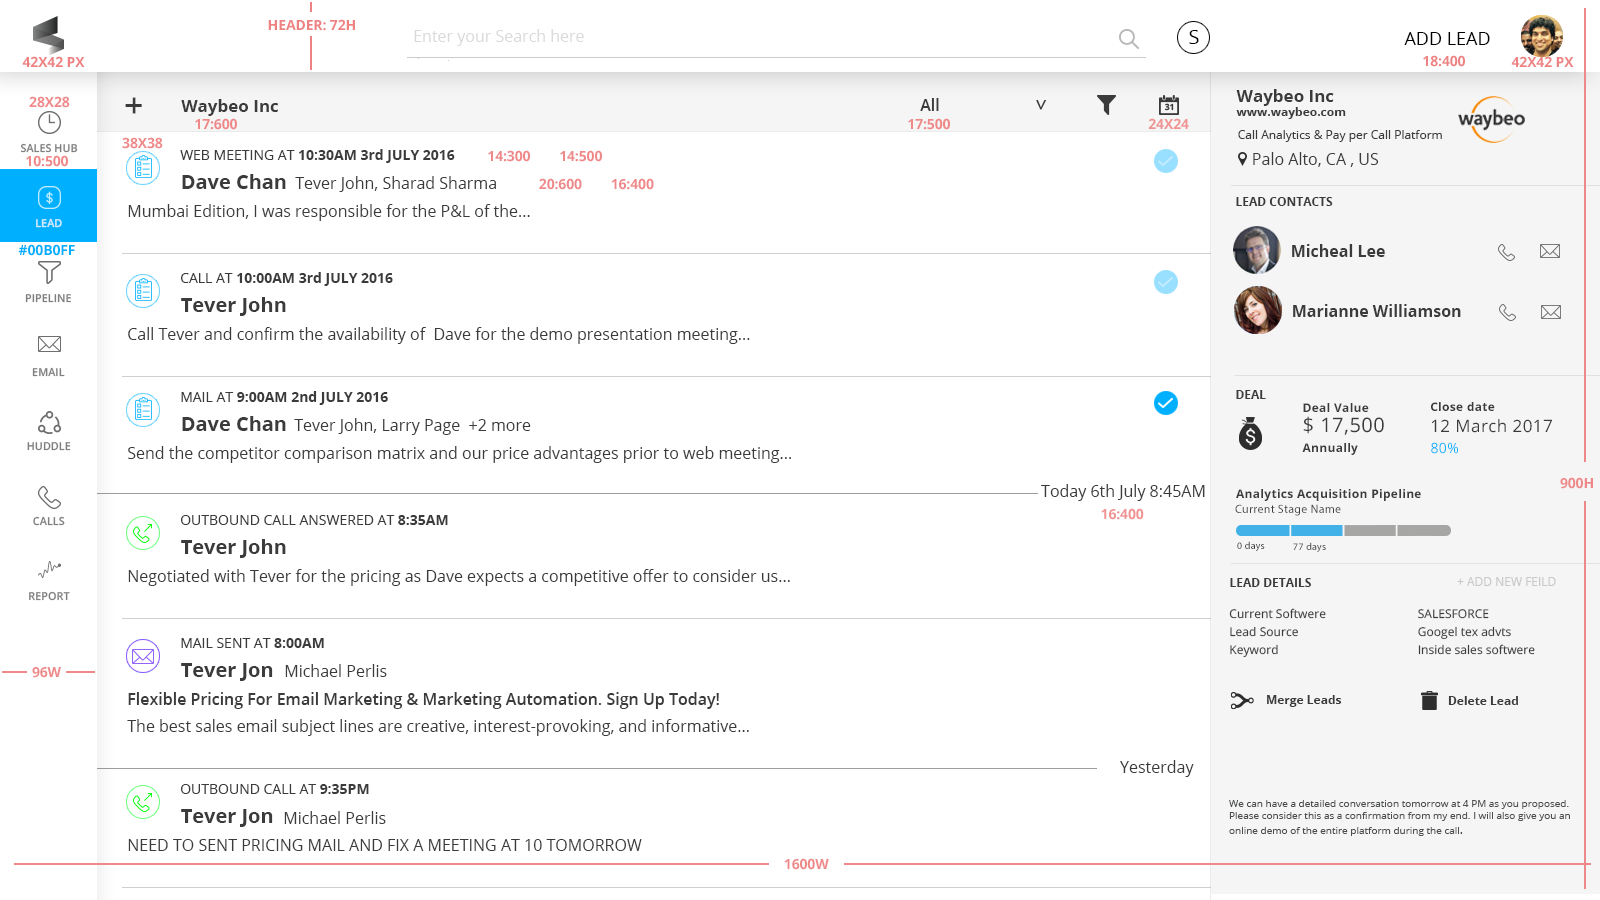 HEADER: 72H
Enter your Search here
S
ADD LEAD
42X42 PX
18:400
42X42 PX
28X28
SALES HUB
10:500
$
LEAD
#00B0FF
PIPELINE
EMAIL
HUDDLE
CALLS
REPORT
96W
Waybeo Inc
17:600
All
17:500
V
31
24X24
38X38
WEB MEETING AT 10:30AM 3rd JULY 2016
14:300
14:500
Dave Chan Tever John, Sharad Sharma
20:600
16:400
Mumbai Edition, I was responsible for the P&L of the...
CALL AT 10:00AM 3rd JULY 2016
Tever John
Call Tever and confirm the availability of Dave for the demo presentation meeting...
MAIL AT 9:00AM 2nd JULY 2016
Dave Chan Tever John, Larry Page +2 more
Send the competitor comparison matrix and our price advantages prior to web meeting...
Today 6th July 8:45AM
16:400
OUTBOUND CALL ANSWERED AT 8:35AM
Tever John
Negotiated with Tever for the pricing as Dave expects a competitive offer to consider us...
MAIL SENT AT 8:00AM
Tever Jon Michael Perlis
Flexible Pricing For Email Marketing & Marketing Automation. Sign Up Today!
The best sales email subject lines are creative, interest-provoking, and informative...
Yesterday
OUTBOUND CALL AT 9:35PM
Tever Jon Michael Perlis
NEED TO SENT PRICING MAIL AND FIX A MEETING AT 10 TOMORROW
1600W
Waybeo Inc
www.waybeo.com
waybeo
Call Analytics & Pay per Call Platform
Palo Alto, CA , US
LEAD CONTACTS
Micheal Lee
Marianne Williamson
DEAL
Deal Value
$ 17,500
Annually
Close date
12 March 2017
80%
$
900H
Analytics Acquisition Pipeline
Current Stage Name
0 days
77 days
LEAD DETAILS
+ ADD NEW FEILD
Current Softwere
SALESFORCE
Lead Source
Googel tex advts
Keyword
Inside sales softwere
Merge Leads
Delete Lead
We can have a detailed conversation tomorrow at 4 PM as you proposed.
Please consider this as a confirmation from my end. I will also give you an
online demo of the entire platform during the call.